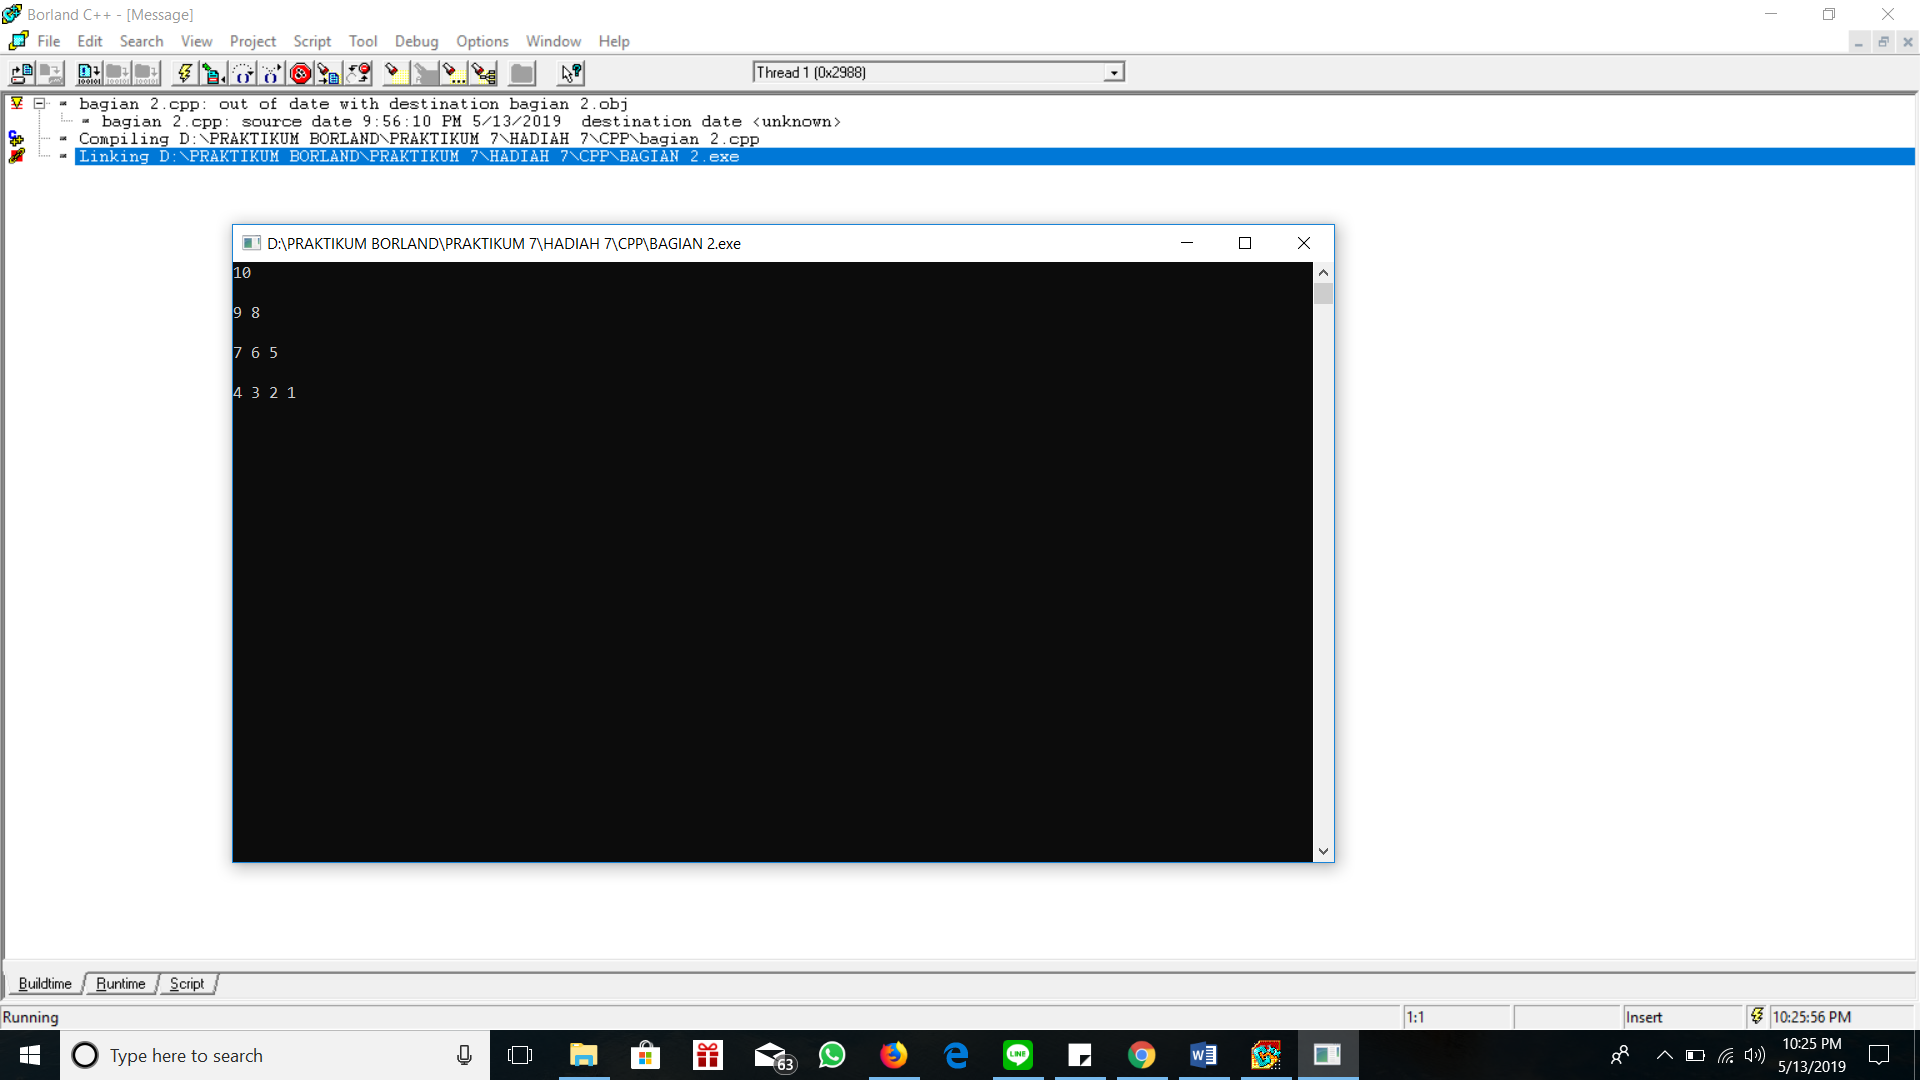 Borland C++ - [Message]
File Edit Search View Project Script Tool Debug Options Window Help
Thread 1 (0x2988)
bagian 2.cpp: out of date with destination bagian 2.obj
bagian 2.cpp: source date 9:56:10 PM 5/13/2019 destination date <unknown>
Compiling D:\PRAKTIKUM BORLAND\PRAKTIKUM 7\HADIAH 7\CPP\bagian 2.cpp
Linking D:\PRAKTIKUM BORLAND\PRAKTIKUM 7\HADIAH 7\CPP\BAGIAN 2.exe
D:\PRAKTIKUM BORLAND\PRAKTIKUM 7\HADIAH 7\CPP\BAGIAN 2.exe
10
9 8
7 6 5
4 3 2 1
Buildtime Runtime Script
Running 1:1 Insert 10:25:56 PM
Type here to search 63 LINE 10:25 PM
5/13/2019